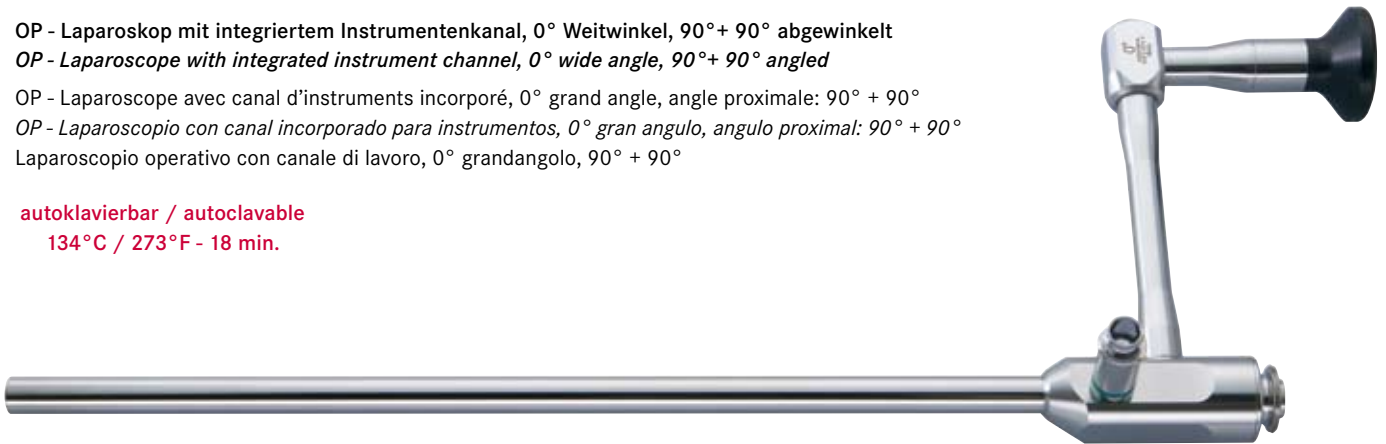 OP - Laparoskop mit integriertem Instrumentenkanal, 0° Weitwinkel, 90°+ 90° abgewinkelt
OP - Laparoscope with integrated instrument channel, 0° wide angle, 90°+ 90° angled
OP - Laparoscope avec canal d'instruments incorporé, 0° grand angle, angle proximale: 90° + 90°
OP - Laparoscopio con canal incorporado para instrumentos, 0° gran angulo, angulo proximal: 90° + 90°
Laparoscopio operativo con canale di lavoro, 0° grandangolo, 90° + 90°
autoklavierbar / autoclavable
134°C / 273°F - 18 min.